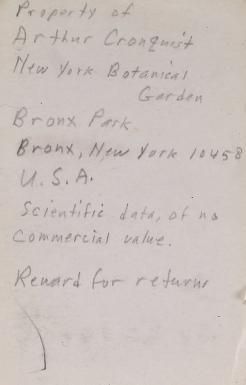 Property of
Arthur Cronquist
New York Botanical
Garden
Bronx Park
Bronx, New York 10458
U.S.A.
Scientific data, of no
Commercial value.
Reward for return